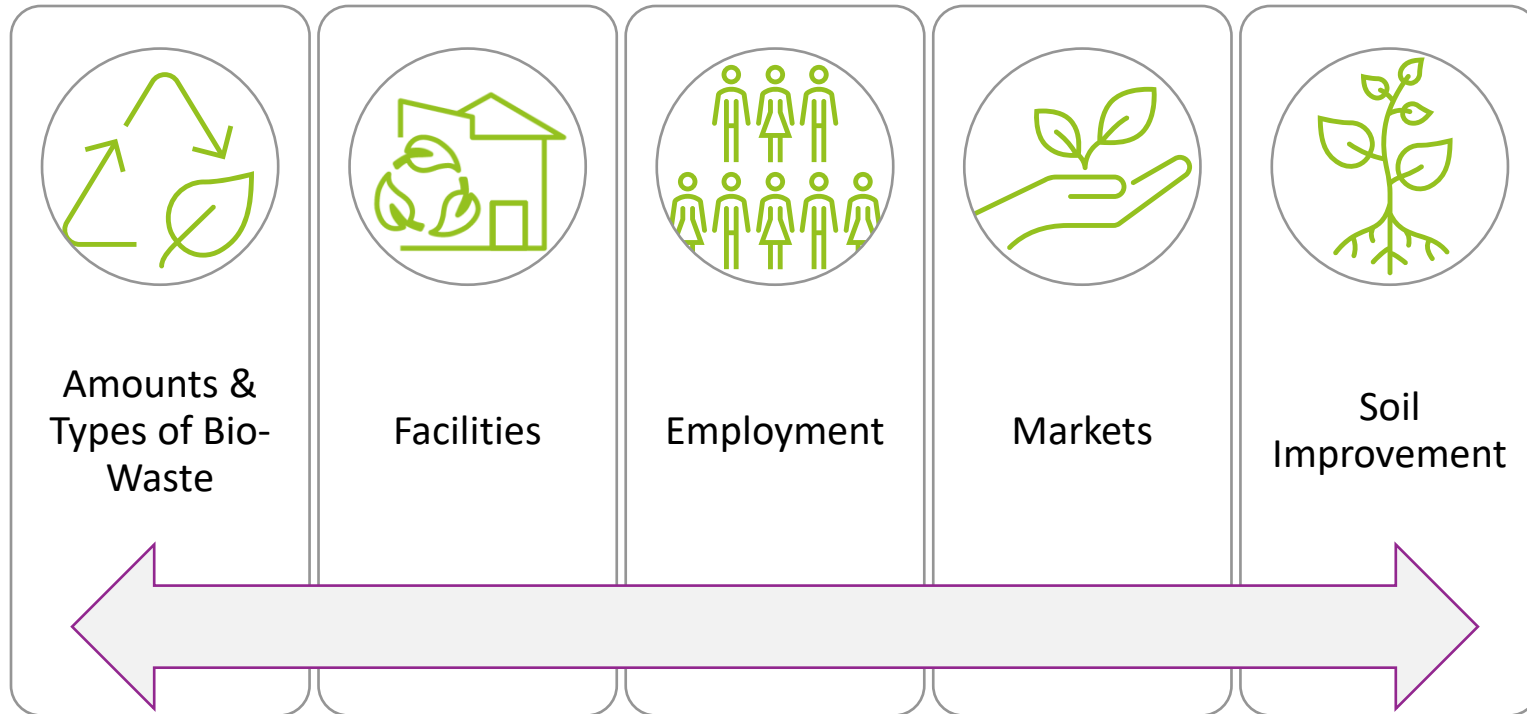 Amounts &
Types of Bio-
Waste
Facilities
Employment
Markets
Soil
Improvement